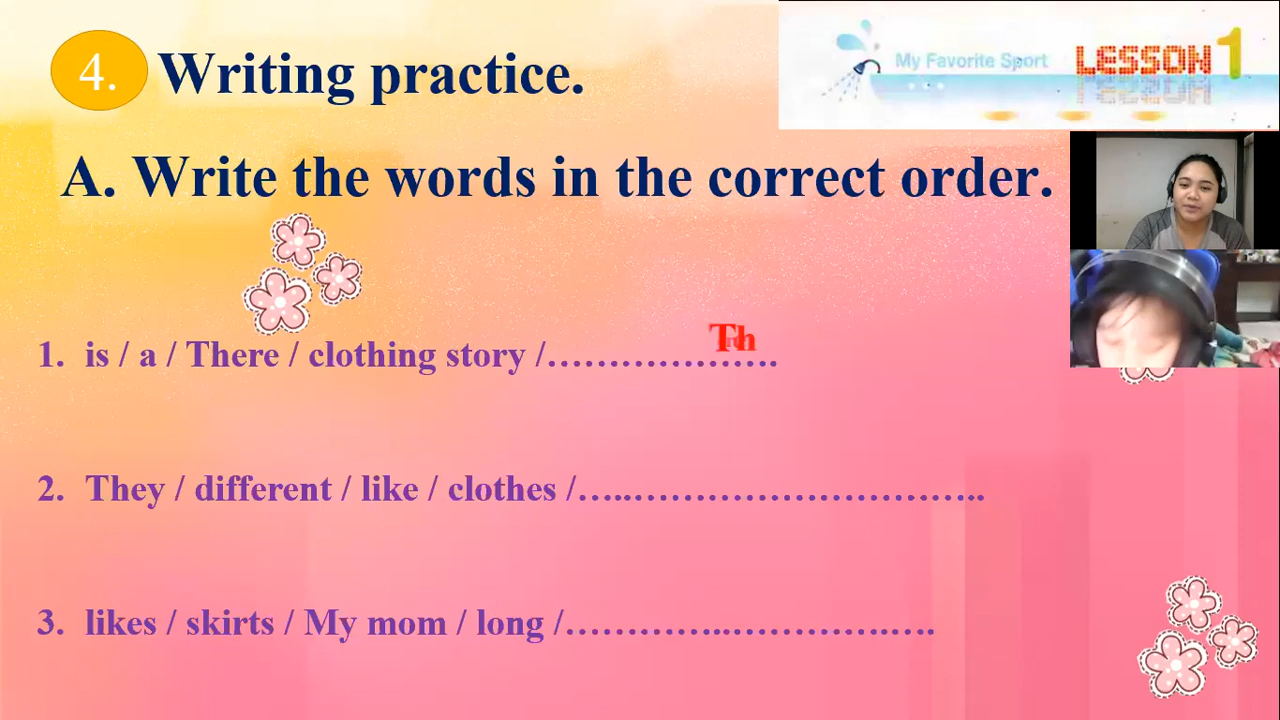 4. Writing practice.
My Favorite Sport LESSON 1
A. Write the words in the correct order.
Th
1. is / a / There / clothing story /………………….
2. They / different / like / clothes /…..………………………..
3. likes / skirts / My mom / long /…………..………….….